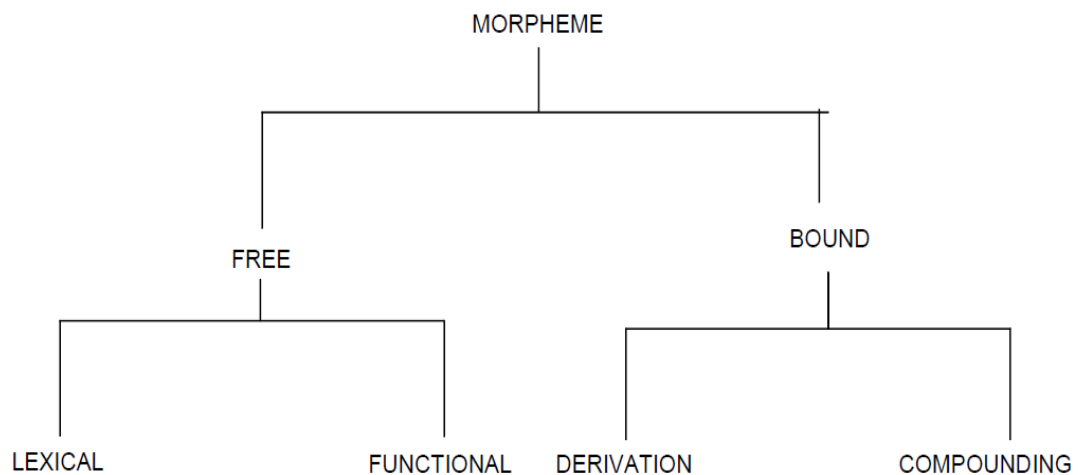 MORPHEME
FREE
BOUND
LEXICAL
FUNCTIONAL
DERIVATION
COMPOUNDING